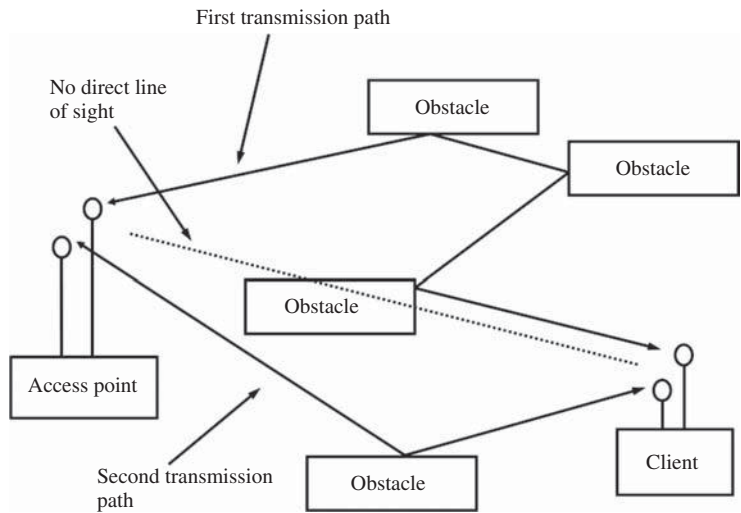 First transmission path
No direct line
of sight
Obstacle
Obstacle
Obstacle
Access point
Client
Second transmission
path
Obstacle